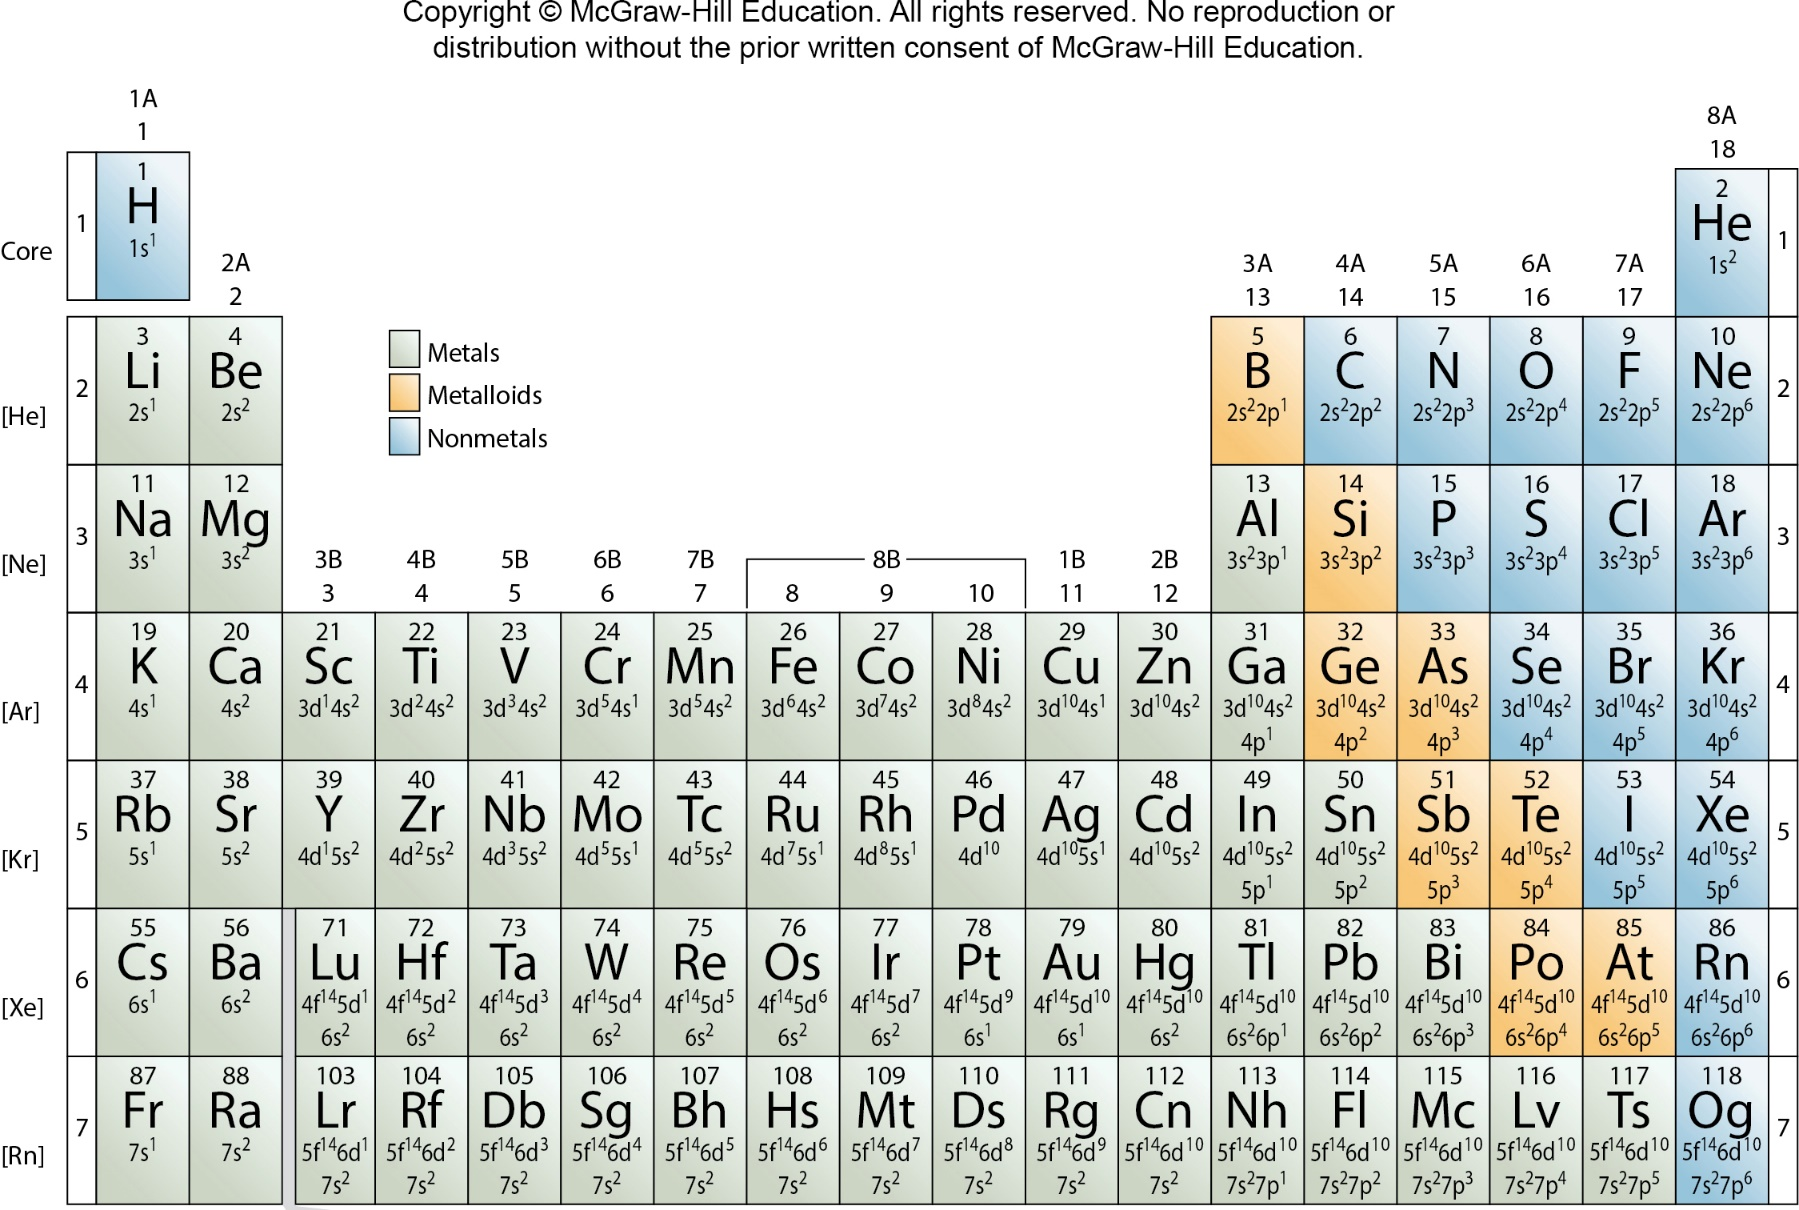 Copyright © McGraw-Hill Education. All rights reserved. No reproduction or
distribution without the prior written consent of McGraw-Hill Education.
1A
8A
1
18
1 2
H He
1 1s¹ 1s² 1
Core 2A 3A 4A 5A 6A 7A
2 13 14 15 16 17
3 4 5 6 7 8 9 10
Metals
Li Be B C N O F Ne
2 2
Metalloids
[He] 2s¹ 2s² 2s²2p¹ 2s²2p² 2s²2p³ 2s²2p⁴ 2s²2p⁵ 2s²2p⁶
Nonmetals
11 12 13 14 15 16 17 18
Na Mg Al Si P S Cl Ar
3 3
[Ne] 3s¹ 3s² 3B 4B 5B 6B 7B 8B 1B 2B 3s²3p¹ 3s²3p² 3s²3p³ 3s²3p⁴ 3s²3p⁵ 3s²3p⁶
3 4 5 6 7 8 9 10 11 12
19 20 21 22 23 24 25 26 27 28 29 30 31 32 33 34 35 36
K Ca Sc Ti V Cr Mn Fe Co Ni Cu Zn Ga Ge As Se Br Kr
4 4
[Ar] 4s¹ 4s² 3d¹4s² 3d²4s² 3d³4s² 3d⁵4s¹ 3d⁵4s² 3d⁶4s² 3d⁷4s² 3d⁸4s² 3d¹⁰4s¹ 3d¹⁰4s² 3d¹⁰4s² 3d¹⁰4s² 3d¹⁰4s² 3d¹⁰4s² 3d¹⁰4s² 3d¹⁰4s²
4p¹ 4p² 4p³ 4p⁴ 4p⁵ 4p⁶
37 38 39 40 41 42 43 44 45 46 47 48 49 50 51 52 53 54
Rb Sr Y Zr Nb Mo Tc Ru Rh Pd Ag Cd In Sn Sb Te I Xe
5 5
[Kr] 5s¹ 5s² 4d¹5s² 4d²5s² 4d³5s² 4d⁵5s¹ 4d⁵5s² 4d⁷5s¹ 4d⁸5s¹ 4d¹⁰ 4d¹⁰5s¹ 4d¹⁰5s² 4d¹⁰5s² 4d¹⁰5s² 4d¹⁰5s² 4d¹⁰5s² 4d¹⁰5s² 4d¹⁰5s²
5p¹ 5p² 5p³ 5p⁴ 5p⁵ 5p⁶
55 56 71 72 73 74 75 76 77 78 79 80 81 82 83 84 85 86
Cs Ba Lu Hf Ta W Re Os Ir Pt Au Hg Tl Pb Bi Po At Rn
6 6
[Xe] 6s¹ 6s² 4f¹⁴5d¹ 4f¹⁴5d² 4f¹⁴5d³ 4f¹⁴5d⁴ 4f¹⁴5d⁵ 4f¹⁴5d⁶ 4f¹⁴5d⁷ 4f¹⁴5d⁹ 4f¹⁴5d¹⁰ 4f¹⁴5d¹⁰ 4f¹⁴5d¹⁰ 4f¹⁴5d¹⁰ 4f¹⁴5d¹⁰ 4f¹⁴5d¹⁰ 4f¹⁴5d¹⁰ 4f¹⁴5d¹⁰
6s² 6s² 6s² 6s² 6s² 6s² 6s² 6s¹ 6s¹ 6s² 6s²6p¹ 6s²6p² 6s²6p³ 6s²6p⁴ 6s²6p⁵ 6s²6p⁶
87 88 103 104 105 106 107 108 109 110 111 112 113 114 115 116 117 118
Fr Ra Lr Rf Db Sg Bh Hs Mt Ds Rg Cn Nh Fl Mc Lv Ts Og
7 7
[Rn] 7s¹ 7s² 5f¹⁴6d¹ 5f¹⁴6d² 5f¹⁴6d³ 5f¹⁴6d⁴ 5f¹⁴6d⁵ 5f¹⁴6d⁶ 5f¹⁴6d⁷ 5f¹⁴6d⁸ 5f¹⁴6d⁹ 5f¹⁴6d¹⁰ 5f¹⁴6d¹⁰ 5f¹⁴6d¹⁰ 5f¹⁴6d¹⁰ 5f¹⁴6d¹⁰ 5f¹⁴6d¹⁰ 5f¹⁴6d¹⁰
7s² 7s² 7s² 7s² 7s² 7s² 7s² 7s² 7s² 7s² 7s²7p¹ 7s²7p² 7s²7p³ 7s²7p⁴ 7s²7p⁵ 7s²7p⁶